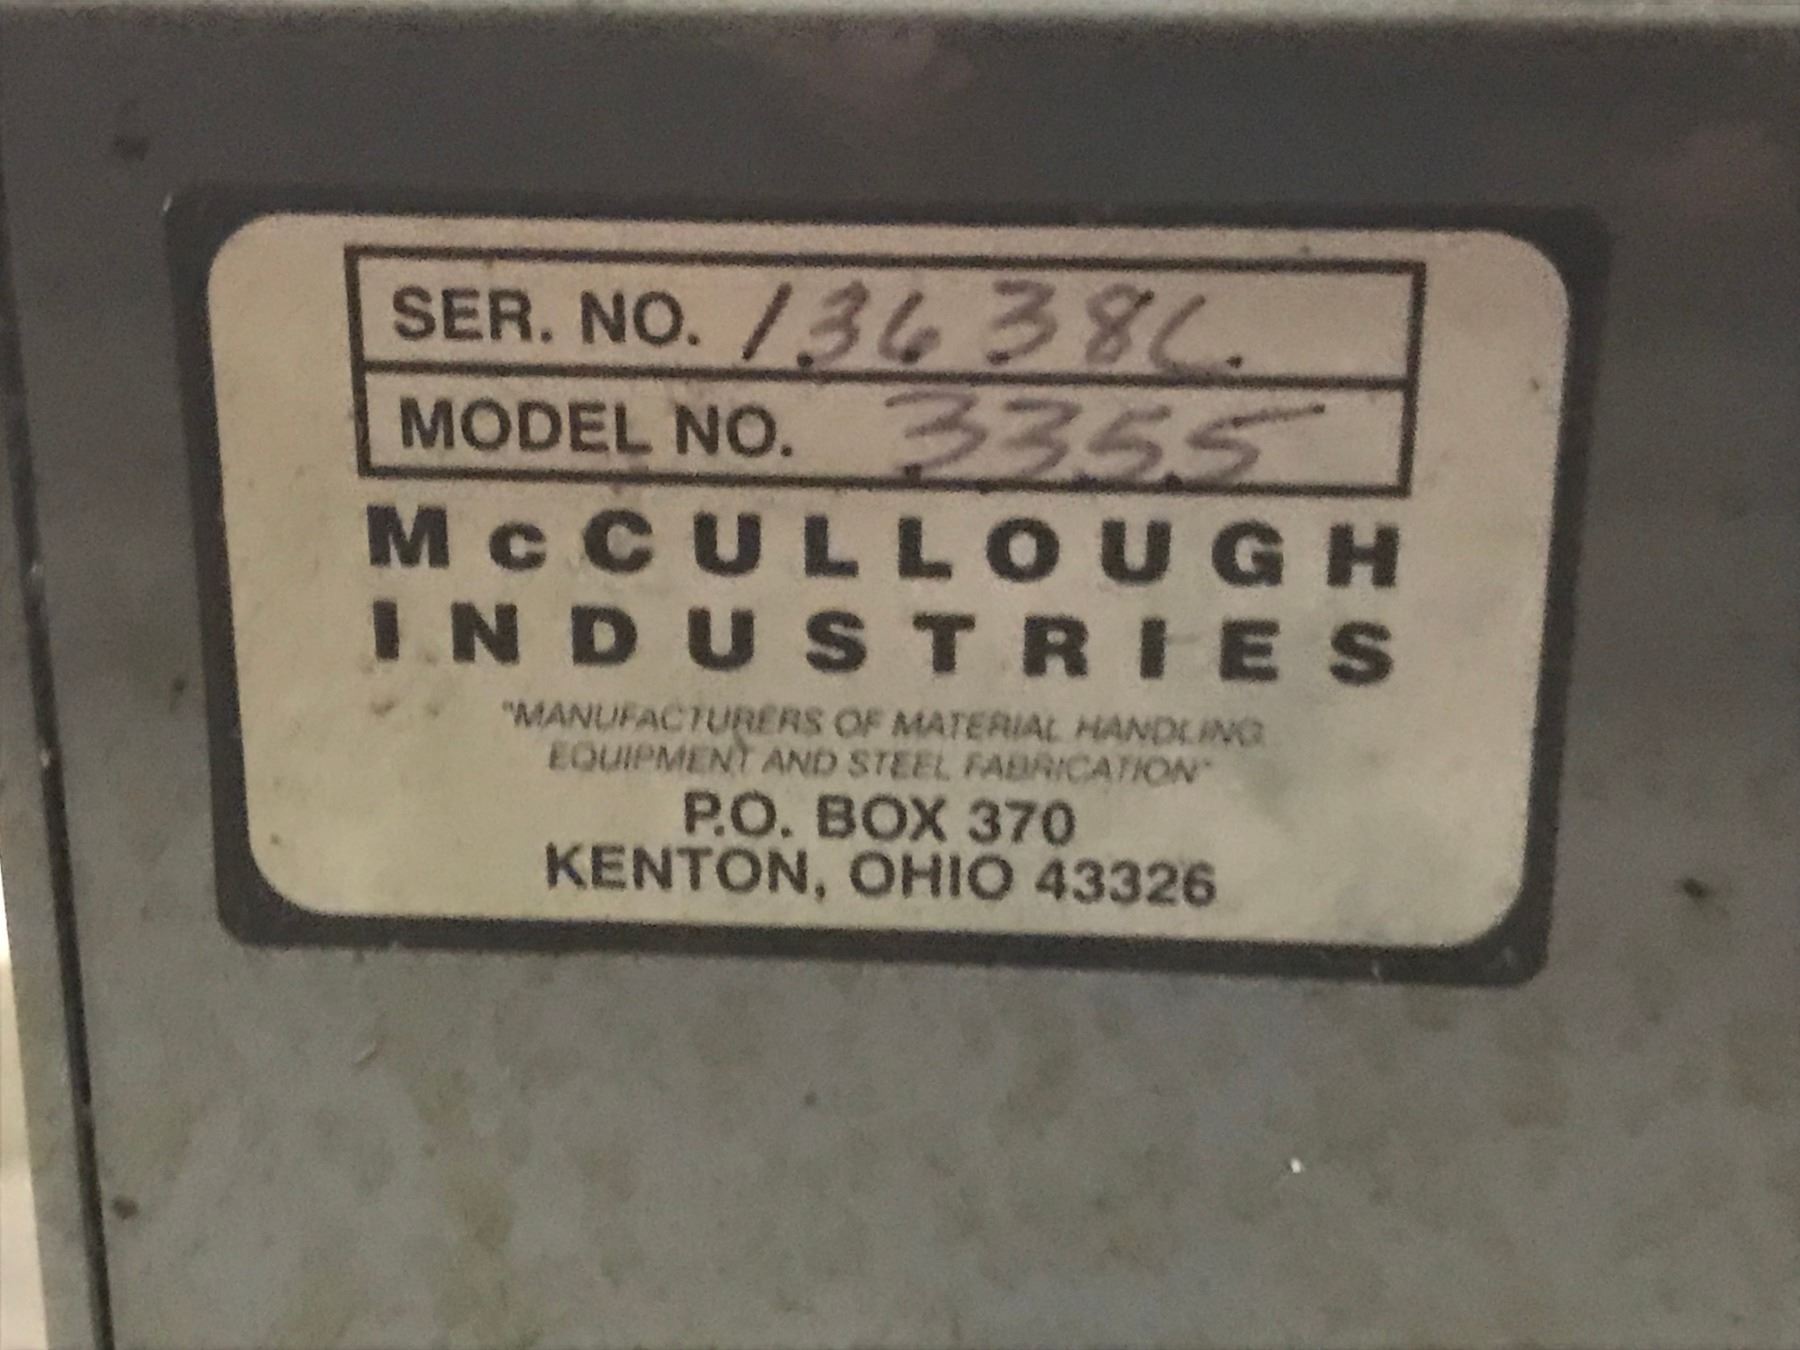 SER. NO. 136386
MODEL NO. 3355
McCULLOUGH
INDUSTRIES
"MANUFACTURERS OF MATERIAL HANDLING
EQUIPMENT AND STEEL FABRICATION"
P.O. BOX 370
KENTON, OHIO 43326